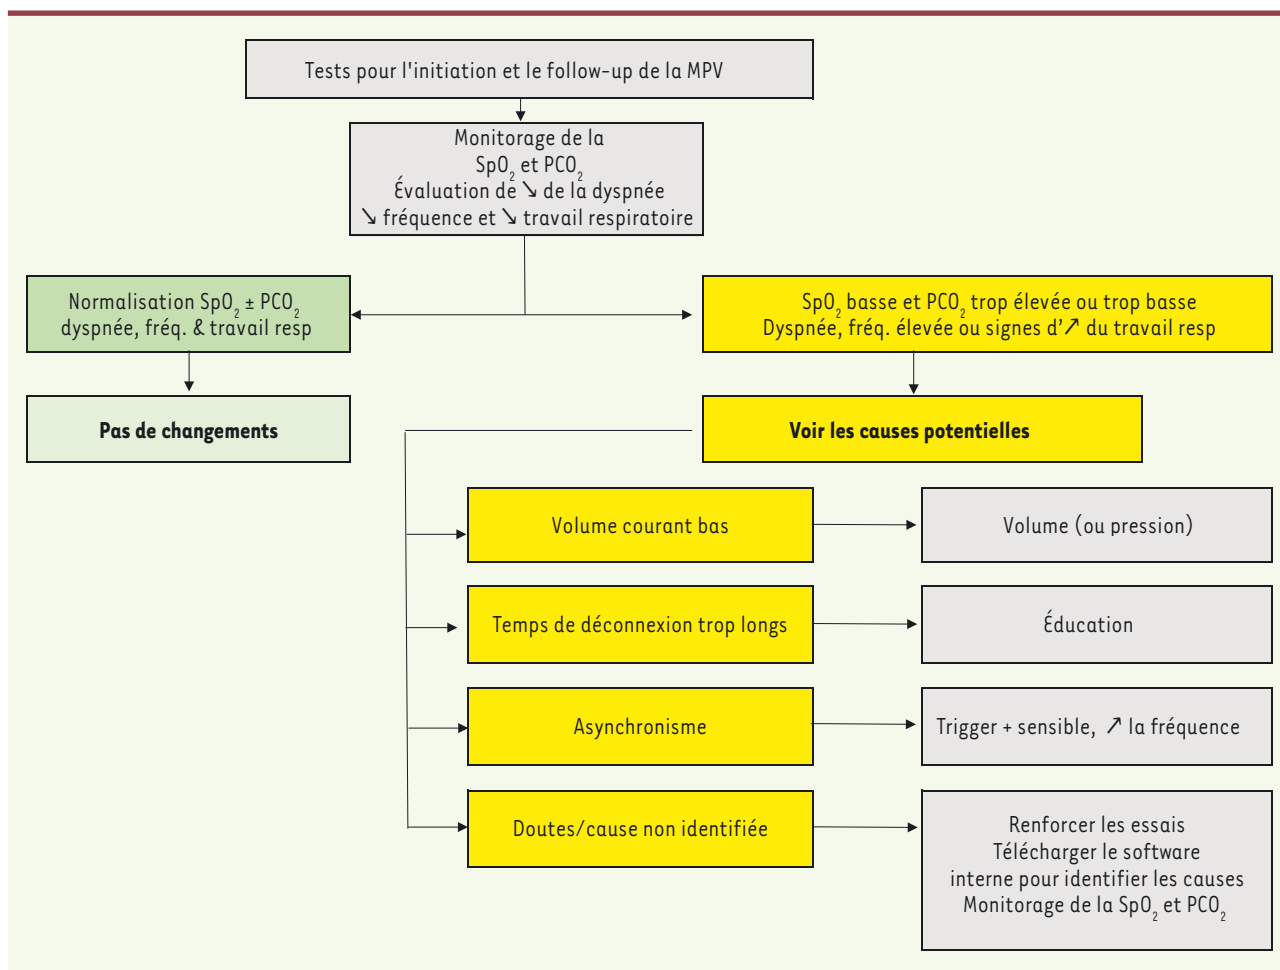 Tests pour l'initiation et le follow-up de la MPV
Monitorage de la
SpO₂ et PCO₂
Évaluation de ↘ de la dyspnée
↘ fréquence et ↘ travail respiratoire
Normalisation SpO₂ ± PCO₂
dyspnée, fréq. & travail resp
SpO₂ basse et PCO₂ trop élevée ou trop basse
Dyspnée, fréq. élevée ou signes d'↗ du travail resp
Pas de changements
Voir les causes potentielles
Volume courant bas
Volume (ou pression)
Temps de déconnexion trop longs
Éducation
Asynchronisme
Trigger + sensible, ↗ la fréquence
Doutes/cause non identifiée
Renforcer les essais
Télécharger le software
interne pour identifier les causes
Monitorage de la SpO₂ et PCO₂